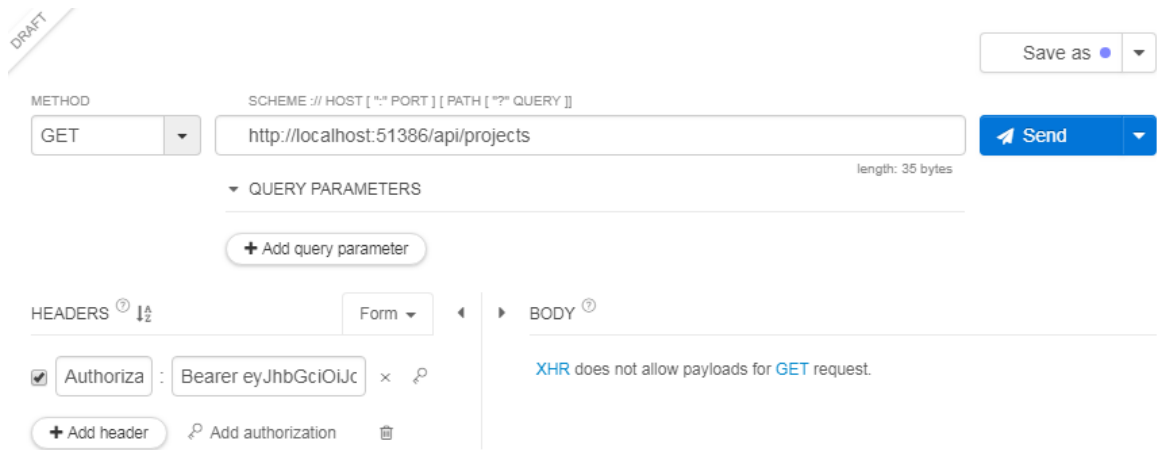 DRAFT
Save as
METHOD
SCHEME :// HOST [ ":" PORT ] [ PATH [ "?" QUERY ]]
GET
http://localhost:51386/api/projects
Send
length: 35 bytes
QUERY PARAMETERS
+ Add query parameter
HEADERS ? A Z
Form
BODY ?
Authoriza : Bearer eyJhbGciOiJc ×
XHR does not allow payloads for GET request.
+ Add header
Add authorization